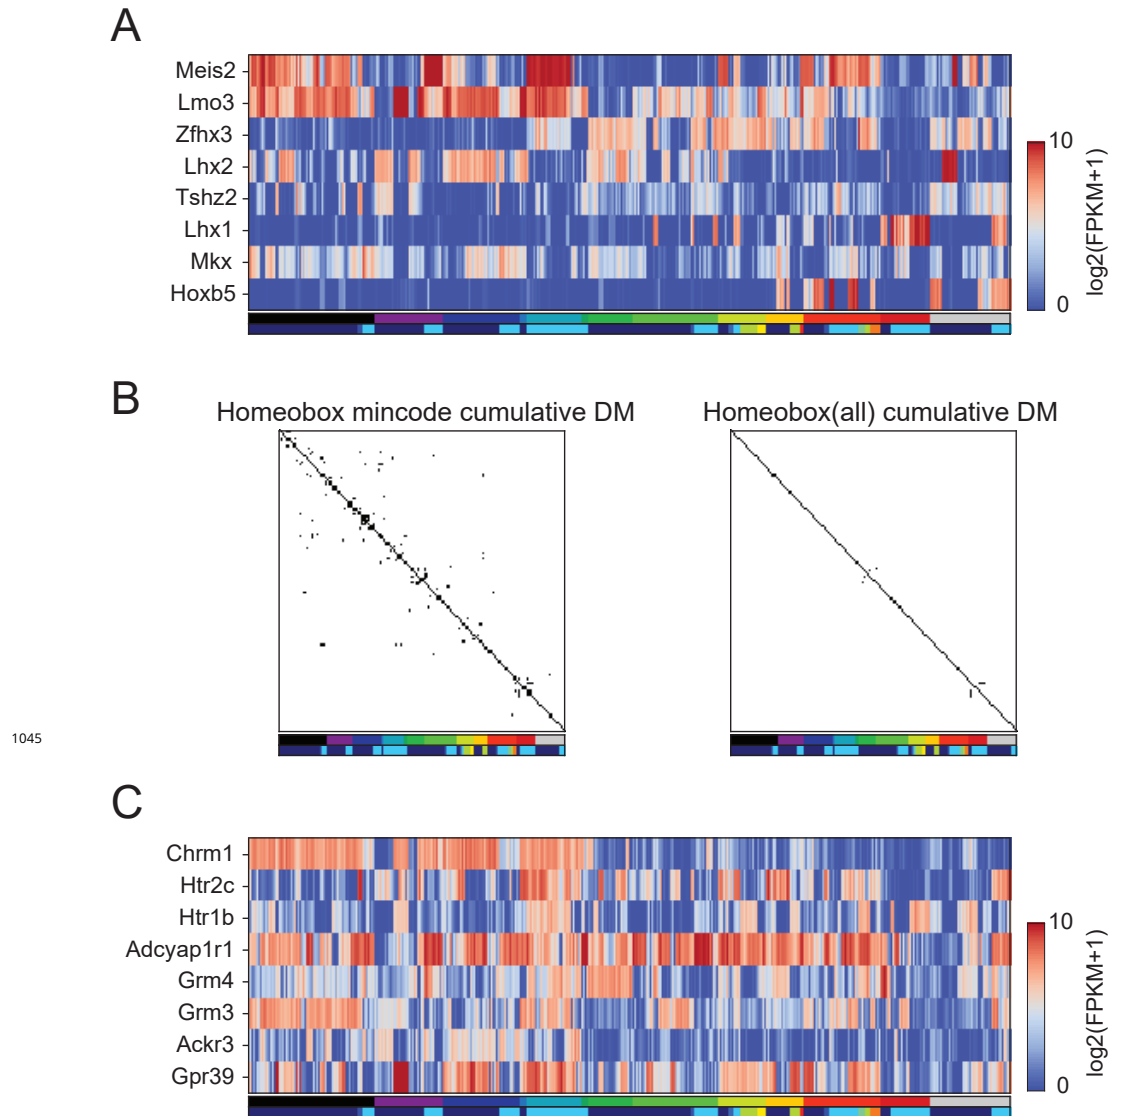 A
Meis2
Lmo3
Zfhx3
Lhx2
Tshz2
Lhx1
Mkx
Hoxb5
10
0
log2(FPKM+1)
B
Homeobox mincode cumulative DM
Homeobox(all) cumulative DM
1045
C
Chrm1
Htr2c
Htr1b
Adcyap1r1
Grm4
Grm3
Ackr3
Gpr39
10
0
log2(FPKM+1)